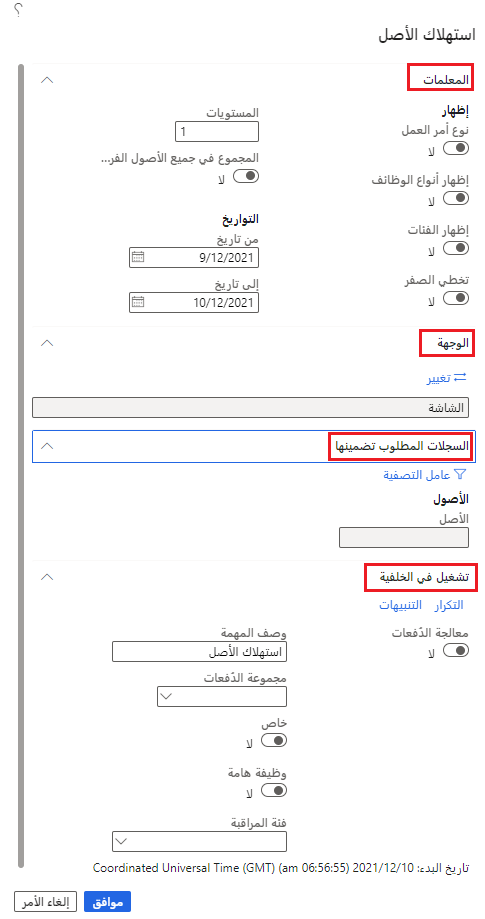 ؟
استهلاك الأصل
المعلمات
إظهار
نوع أمر العمل
لا
إظهار أنواع الوظائف
لا
إظهار الفئات
لا
تخطي الصفر
لا
المستويات
1
المجموع في جميع الأصول الفر...
لا
التواريخ
من تاريخ
9/12/2021
إلى تاريخ
10/12/2021
الوجهة
تغيير
الشاشة
السجلات المطلوب تضمينها
عامل التصفية
الأصول
الأصل
تشغيل في الخلفية
التكرار التنبيهات
معالجة الدُفعات
لا
وصف المهمة
استهلاك الأصل
مجموعة الدُفعات
خاص
لا
وظيفة هامة
لا
فئة المراقبة
تاريخ البدء: 2021/12/10 (06:56:55 am) Coordinated Universal Time (GMT)
موافق إلغاء الأمر